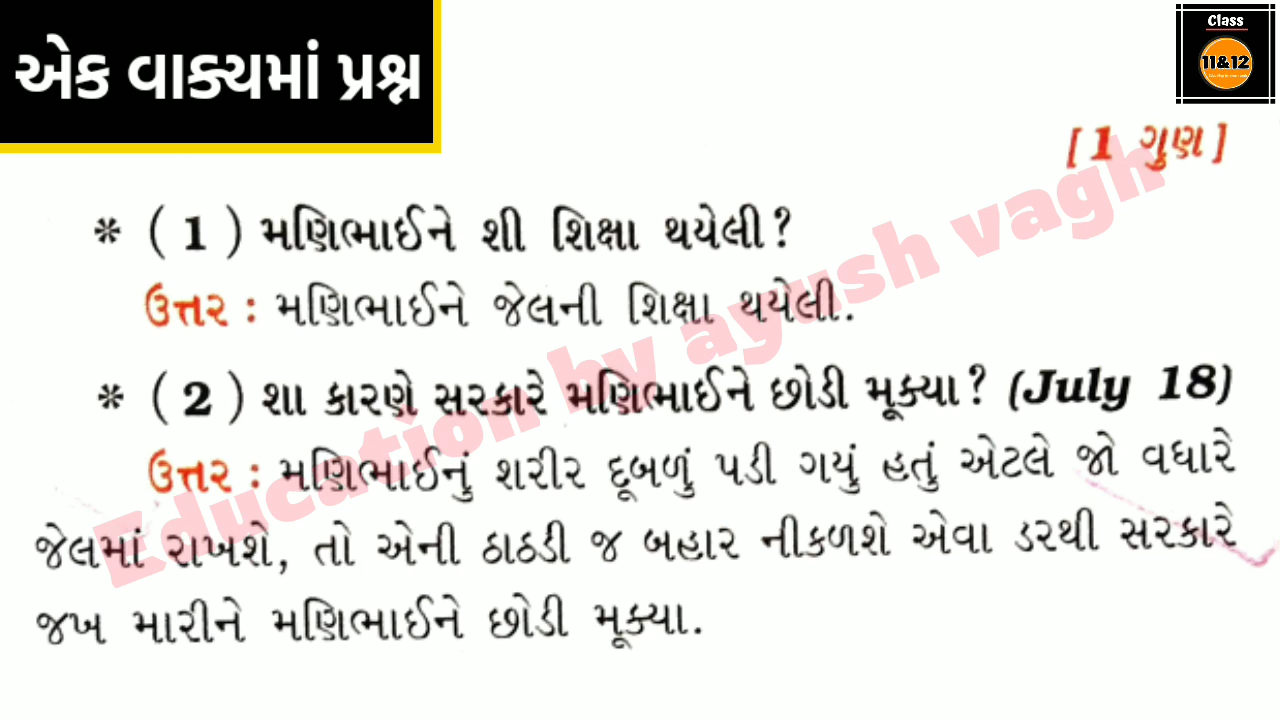 એક વાક્યમાં પ્રશ્ન
Class
11&12
[ 1 ગુણ ]
* ( 1 ) મણિભાઈને શી શિક્ષા થયેલી?
ઉત્તર : મણિભાઈને જેલની શિક્ષા થયેલી.
* ( 2 ) શા કારણે સરકારે મણિભાઈને છોડી મૂક્યા? (July 18)
ઉત્તર : મણિભાઈનું શરીર દૂબળું પડી ગયું હતું એટલે જો વધારે
જેલમાં રાખશે, તો એની ઠાઠડી જ બહાર નીકળશે એવા ડરથી સરકારે
જખ મારીને મણિભાઈને છોડી મૂક્યા.
Education by ayush vagh